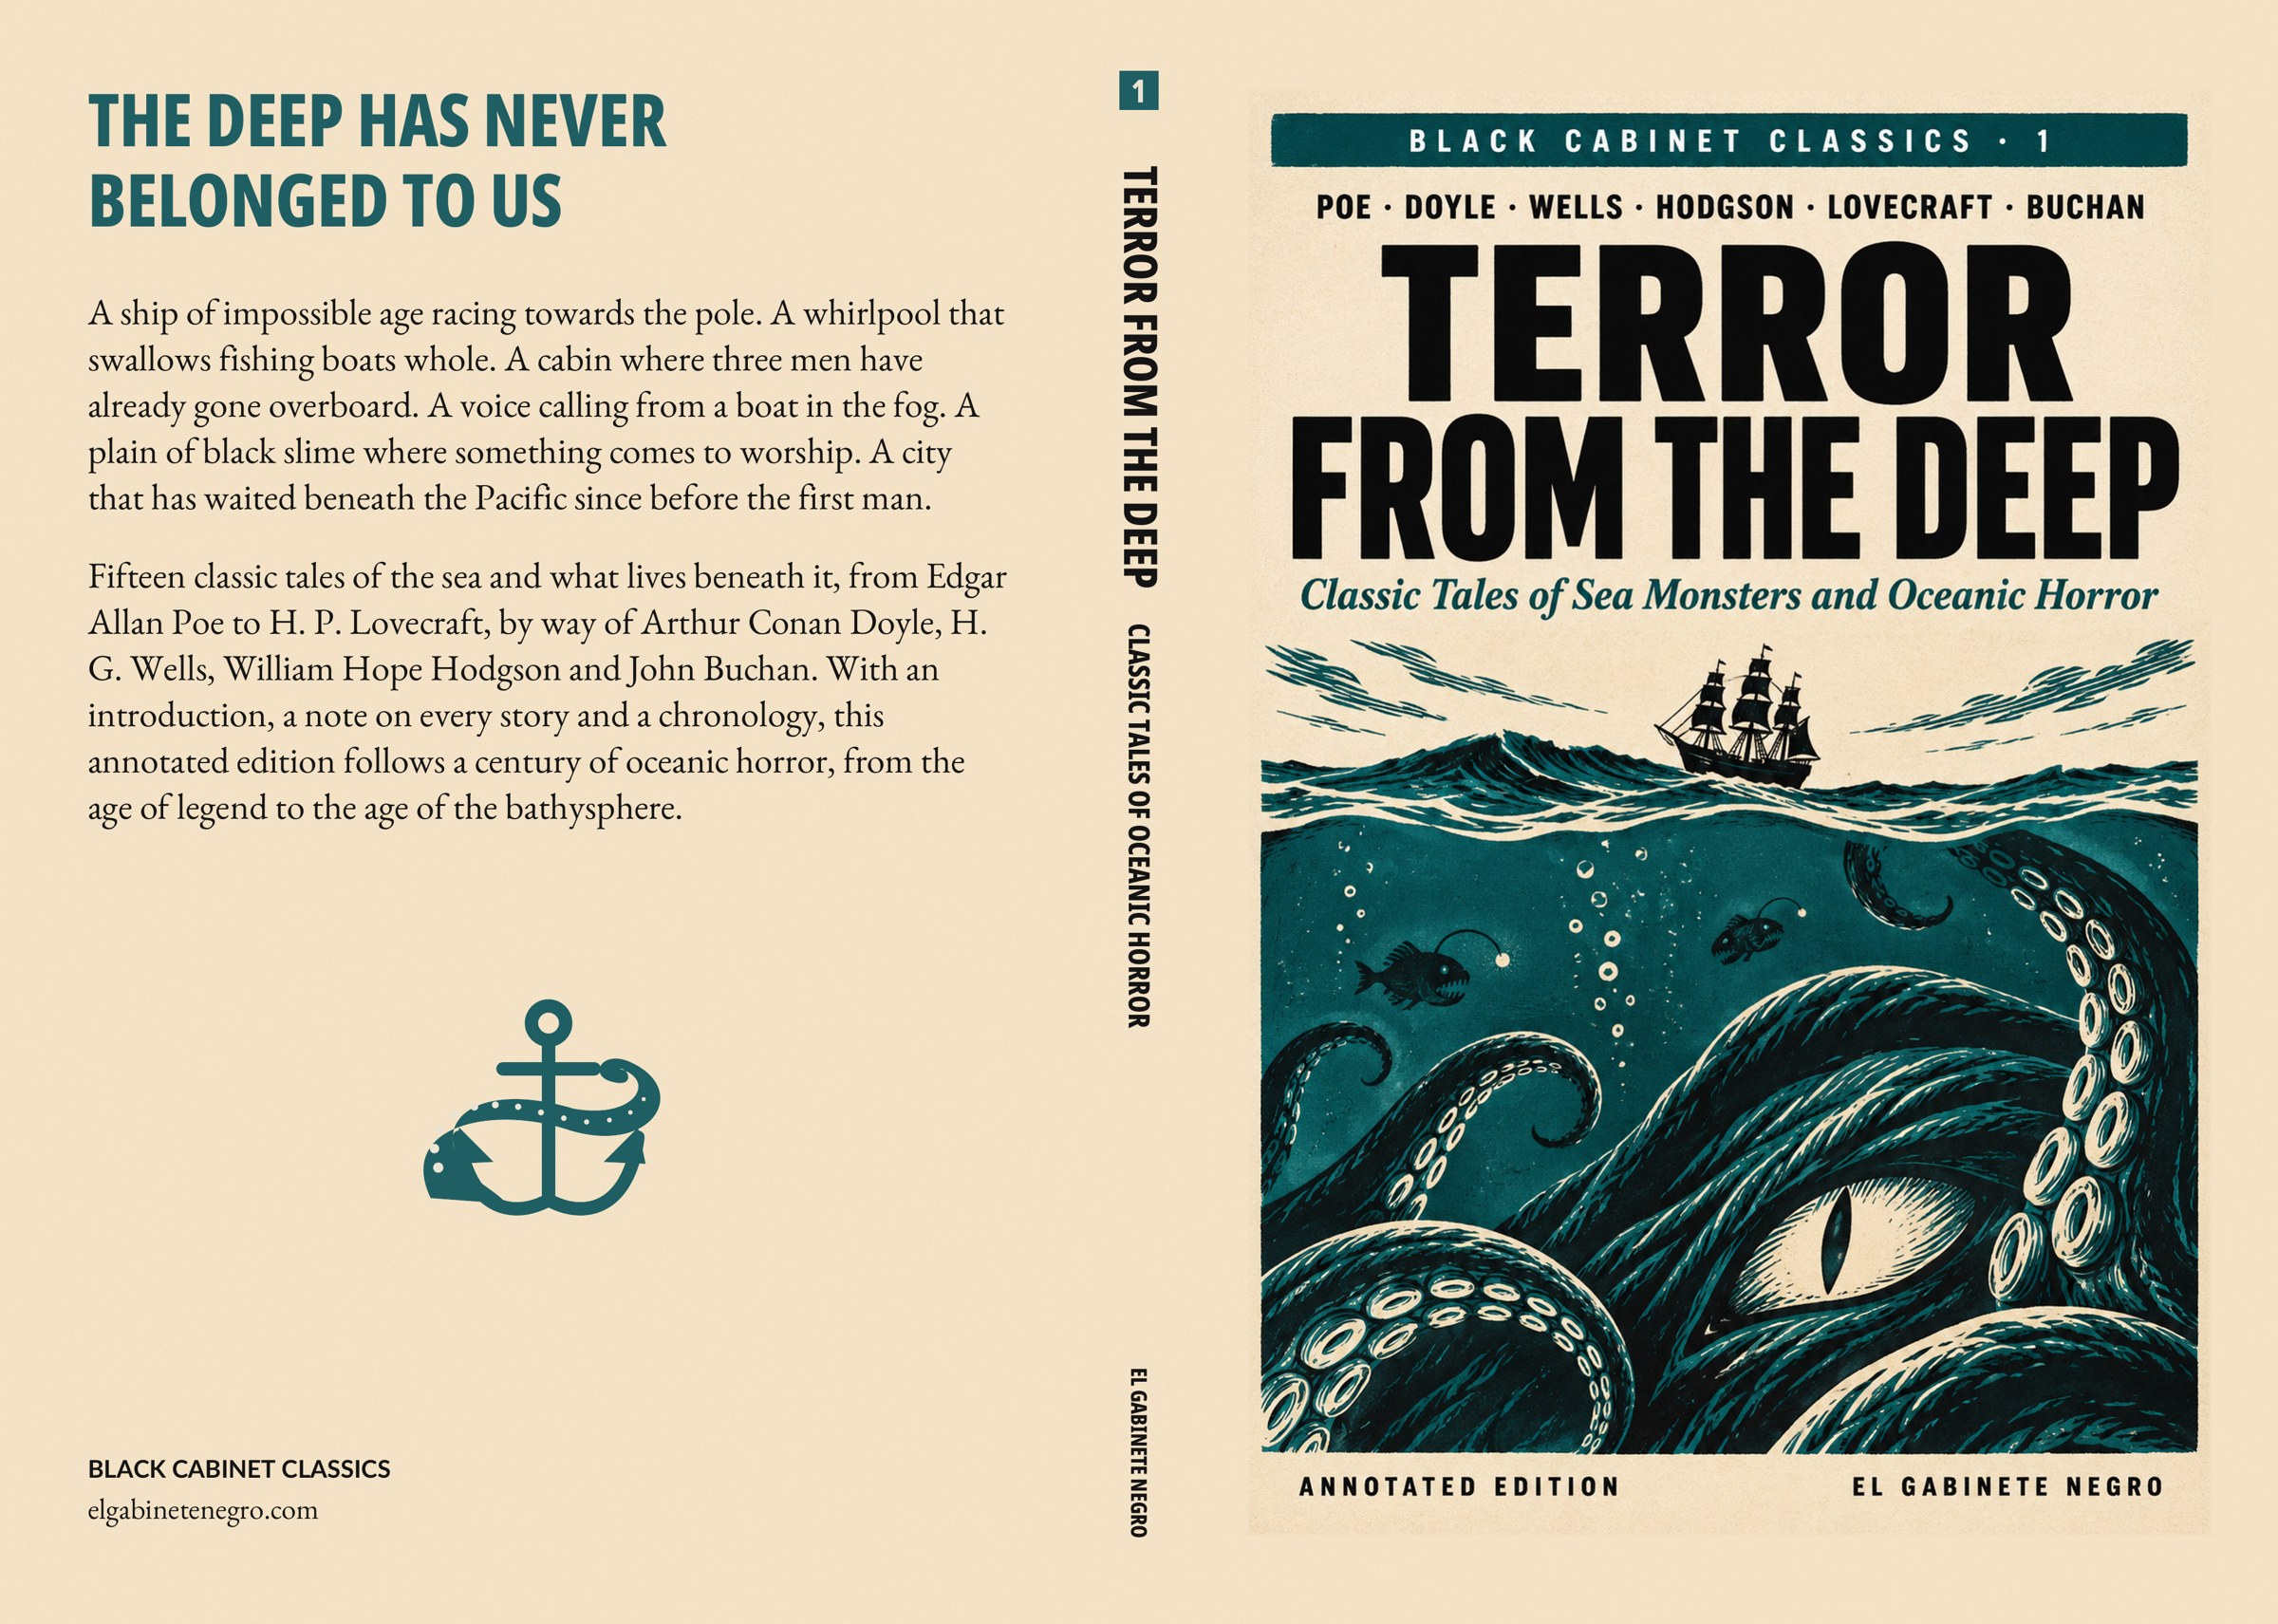 THE DEEP HAS NEVER
BELONGED TO US
A ship of impossible age racing towards the pole. A whirlpool that
swallows fishing boats whole. A cabin where three men have
already gone overboard. A voice calling from a boat in the fog. A
plain of black slime where something comes to worship. A city
that has waited beneath the Pacific since before the first man.
Fifteen classic tales of the sea and what lives beneath it, from Edgar
Allan Poe to H. P. Lovecraft, by way of Arthur Conan Doyle, H.
G. Wells, William Hope Hodgson and John Buchan. With an
introduction, a note on every story and a chronology, this
annotated edition follows a century of oceanic horror, from the
age of legend to the age of the bathysphere.
BLACK CABINET CLASSICS
elgabinetenegro.com
1
TERROR FROM THE DEEP
CLASSIC TALES OF OCEANIC HORROR
EL GABINETE NEGRO
BLACK CABINET CLASSICS · 1
POE · DOYLE · WELLS · HODGSON · LOVECRAFT · BUCHAN
TERROR
FROM THE DEEP
Classic Tales of Sea Monsters and Oceanic Horror
ANNOTATED EDITION
EL GABINETE NEGRO